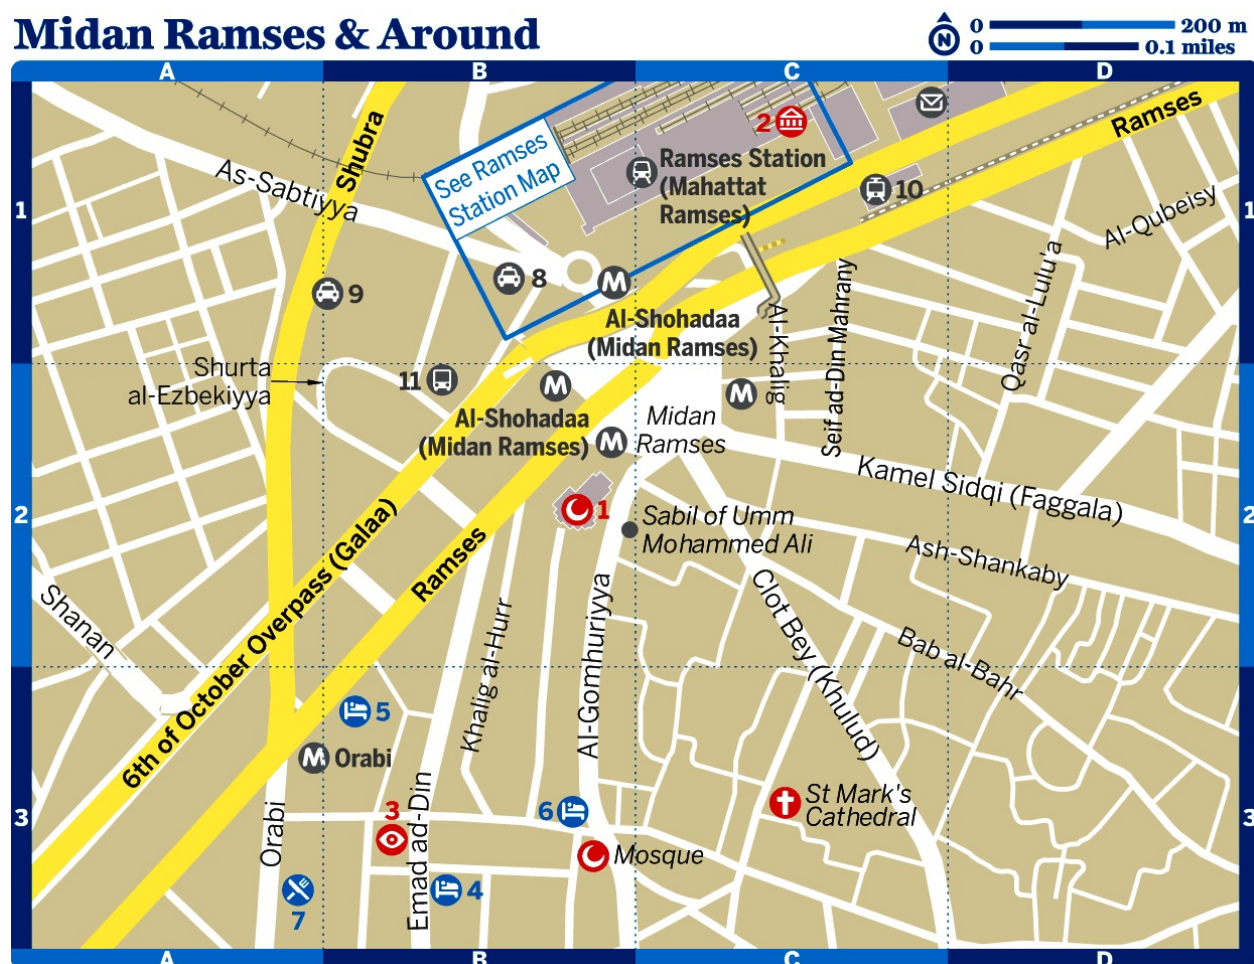 Midan Ramses & Around
N
0
200 m
0
0.1 miles
A
B
C
D
1
1
2
2
3
3
A
B
C
D
Shubra
As-Sabtiyya
See Ramses
Station Map
2
Ramses Station
(Mahattat
Ramses)
10
Ramses
Al-Qubeisy
Qasr al-Lulu'a
8
9
M
Al-Shohadaa
(Midan Ramses)
Al-Khalig
Seif ad-Din Mahrany
Shurta
al-Ezbekiyya
11
M
Al-Shohadaa
(Midan Ramses)
M
Midan
Ramses
M
Kamel Sidqi (Faggala)
1
Sabil of Umm
Mohammed Ali
Ash-Shankaby
6th of October Overpass (Galaa)
Ramses
Shanan
Khalig al-Hurr
Al-Gomhuriyya
Clot Bey (Khulud)
Bab al-Bahr
5
M
Orabi
Orabi
3
Emad ad-Din
6
St Mark's
Cathedral
Mosque
4
7